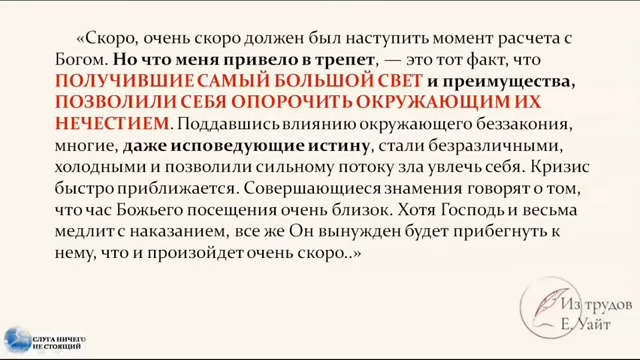 «Скоро, очень скоро должен был наступить момент расчета с
Богом. Но что меня привело в трепет, — это тот факт, что
ПОЛУЧИВШИЕ САМЫЙ БОЛЬШОЙ СВЕТ и преимущества,
ПОЗВОЛИЛИ СЕБЯ ОПОРОЧИТЬ ОКРУЖАЮЩИМ ИХ
НЕЧЕСТИЕМ. Поддавшись влиянию окружающего беззакония,
многие, даже исповедующие истину, стали безразличными,
холодными и позволили сильному потоку зла увлечь себя. Кризис
быстро приближается. Совершающиеся знамения говорят о том,
что час Божьего посещения очень близок. Хотя Господь и весьма
медлит с наказанием, все же Он вынужден будет прибегнуть к
нему, что и произойдет очень скоро..»
Из трудов
Е. Уайт
СЛУГА НИЧЕГО
НЕ СТОЯЩИЙ